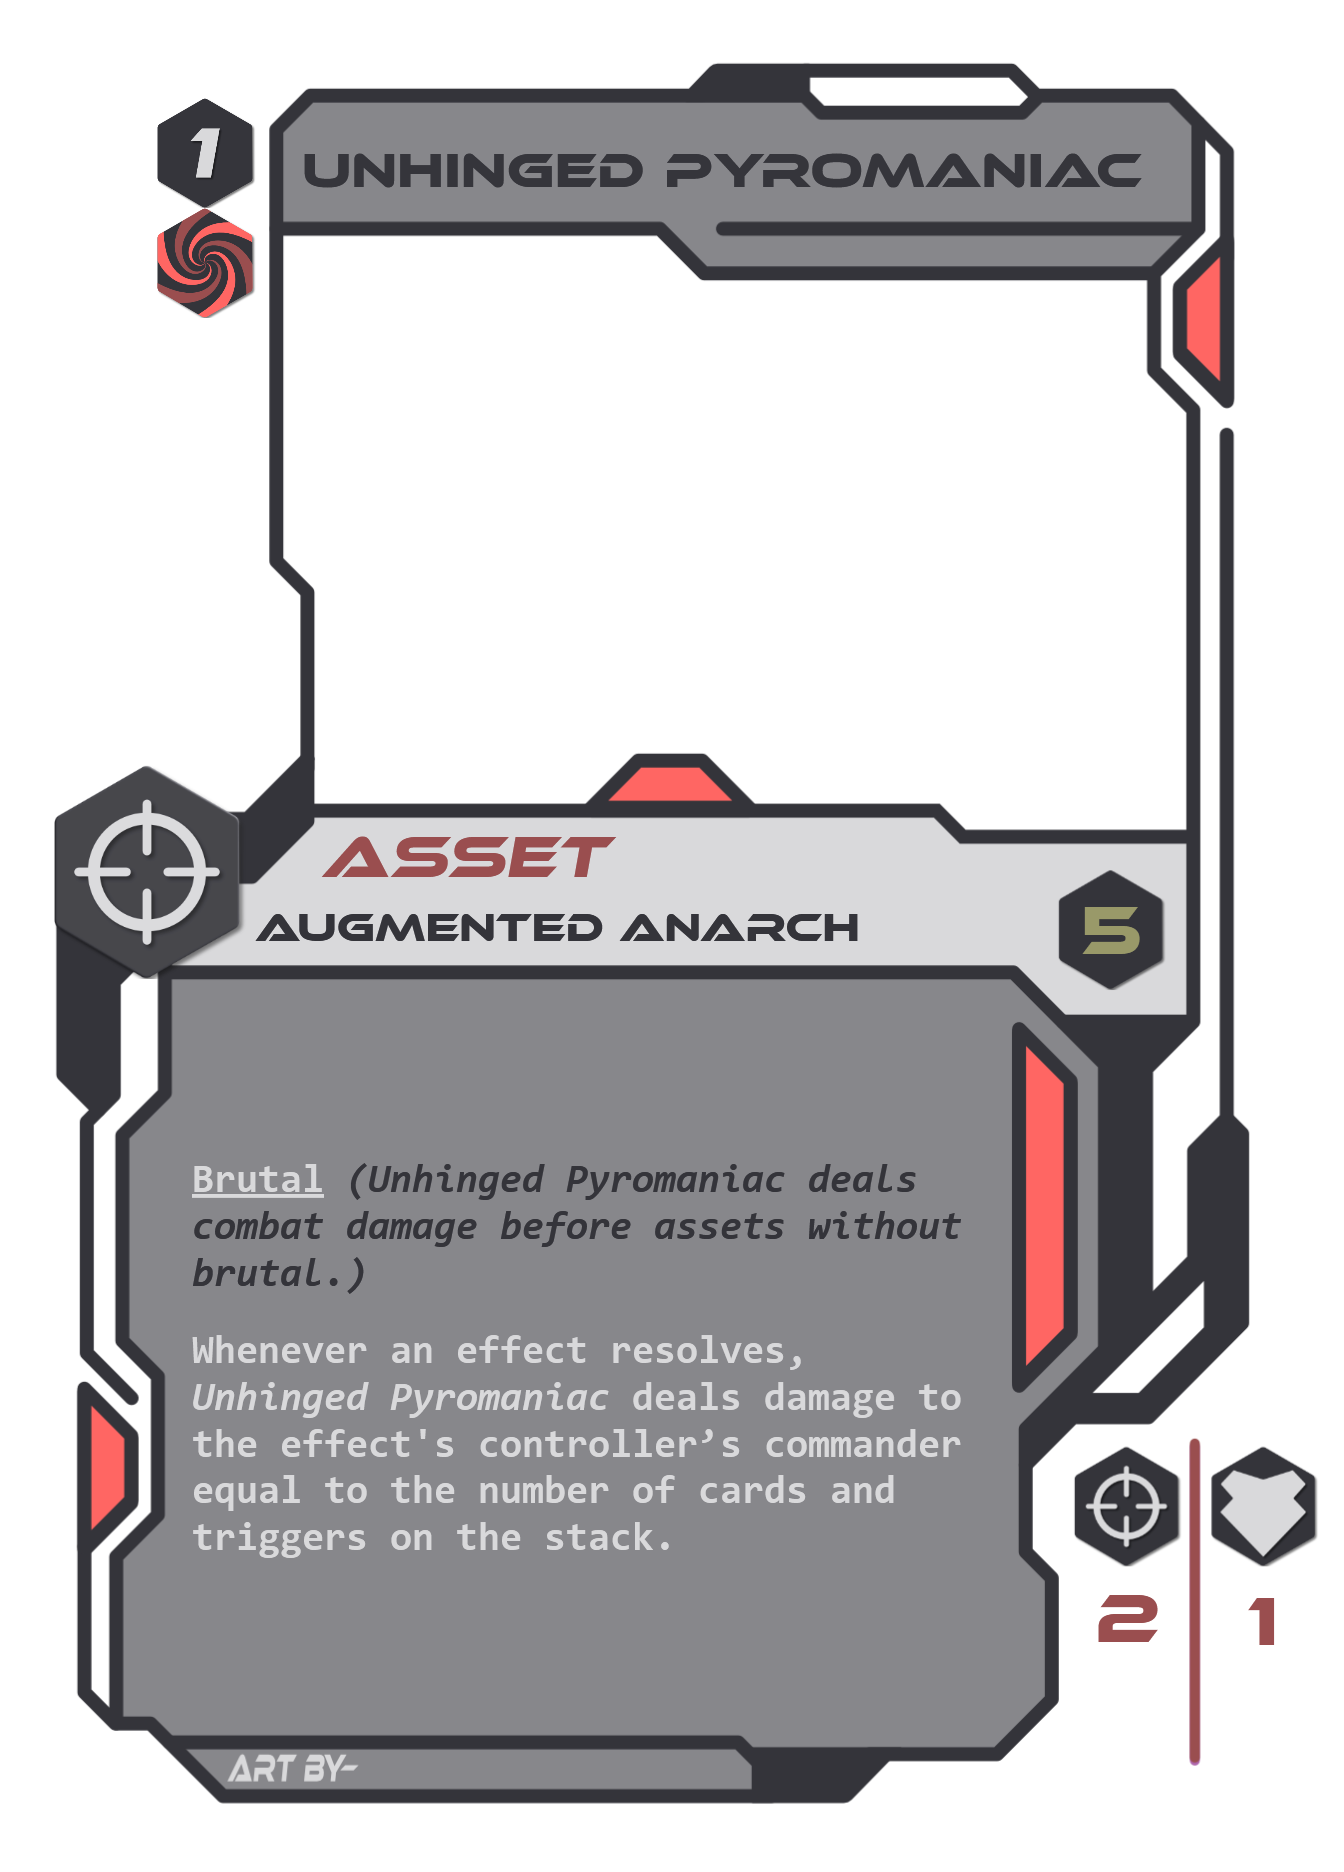 1
UNHINGED PYROMANIAC
ASSET
AUGMENTED ANARCH
5
Brutal (Unhinged Pyromaniac deals
combat damage before assets without
brutal.)
Whenever an effect resolves,
Unhinged Pyromaniac deals damage to
the effect's controller’s commander
equal to the number of cards and
triggers on the stack.
2
1
ART BY-